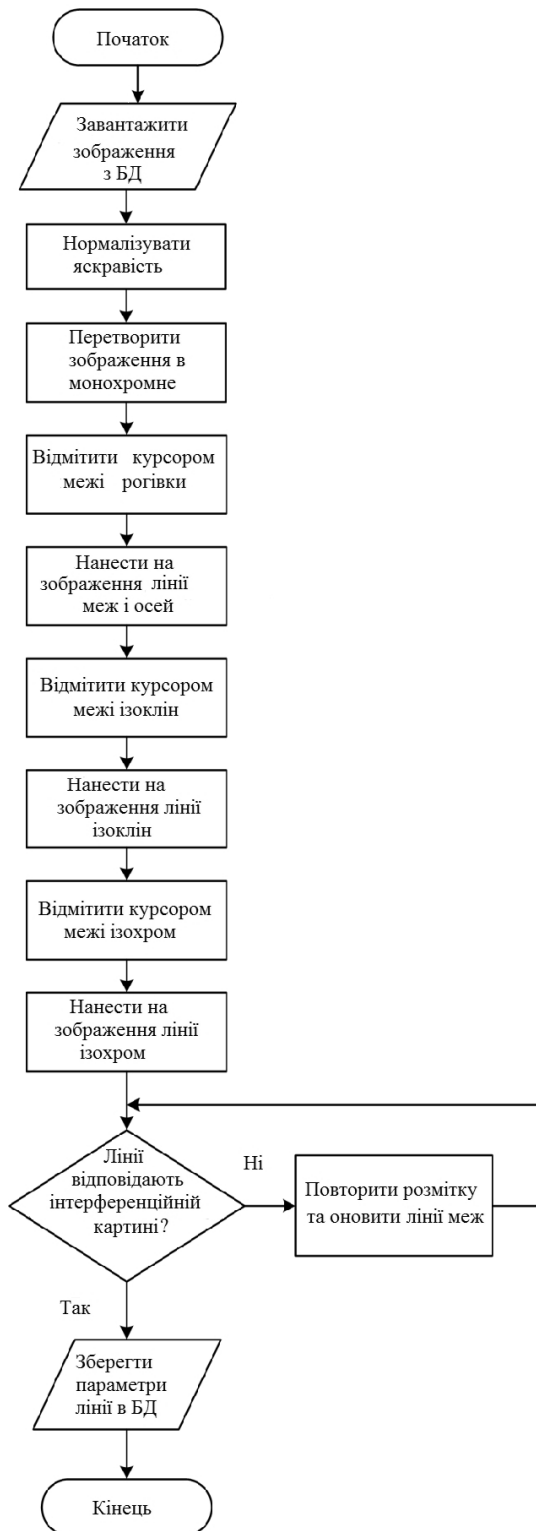 Початок
Завантажити
зображення
з БД
Нормалізувати
яскравість
Перетворити
зображення в
монохромне
Відмітити курсором
межі рогівки
Нанести на
зображення лінії
меж і осей
Відмітити курсором
межі ізоклін
Нанести на
зображення лінії
ізоклін
Відмітити курсором
межі ізохром
Нанести на
зображення лінії
ізохром
Лінії
відповідають
інтерференційній
картині?
Ні
Повторити розмітку
та оновити лінії меж
Так
Зберегти
параметри
лінії в БД
Кінець